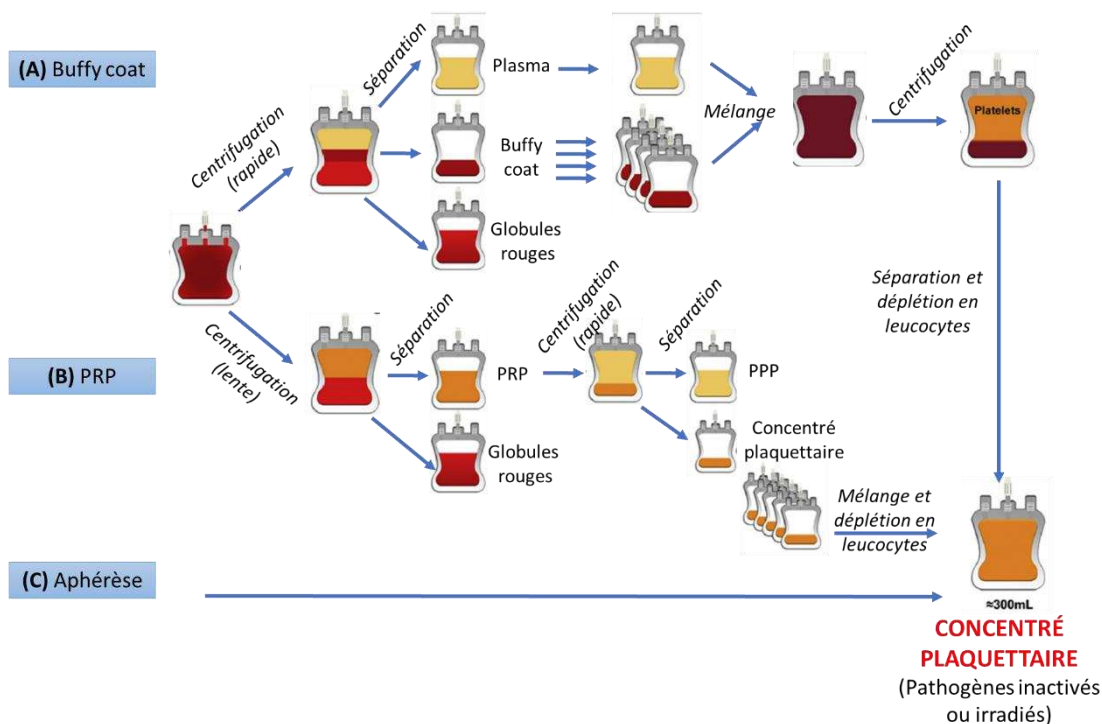 (A) Buffy coat
Centrifugation
(rapide)
Séparation
Plasma
Buffy
coat
Globules
rouges
Mélange
Centrifugation
Platelets
Séparation et
déplétion en
leucocytes
(B) PRP
Centrifugation
(lente)
Séparation
PRP
Globules
rouges
Centrifugation
(rapide)
Séparation
PPP
Concentré
plaquettaire
Mélange et
déplétion en
leucocytes
(C) Aphérèse
≈300mL
CONCENTRÉ
PLAQUETTAIRE
(Pathogènes inactivés
ou irradiés)